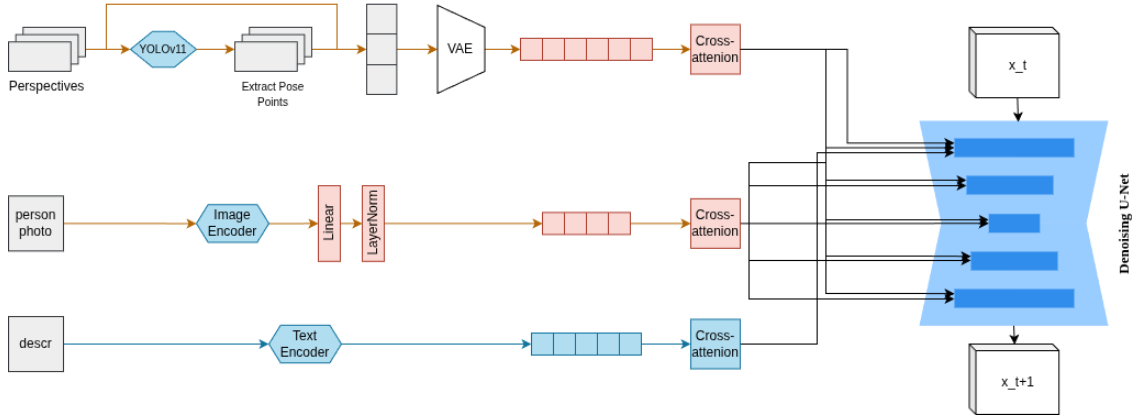 Perspectives
YOLOv11
Extract Pose
Points
VAE
Cross-
attenion
x_t
person
photo
Image
Encoder
Linear
LayerNorm
Cross-
attenion
Denoising U-Net
descr
Text
Encoder
Cross-
attenion
x_t+1